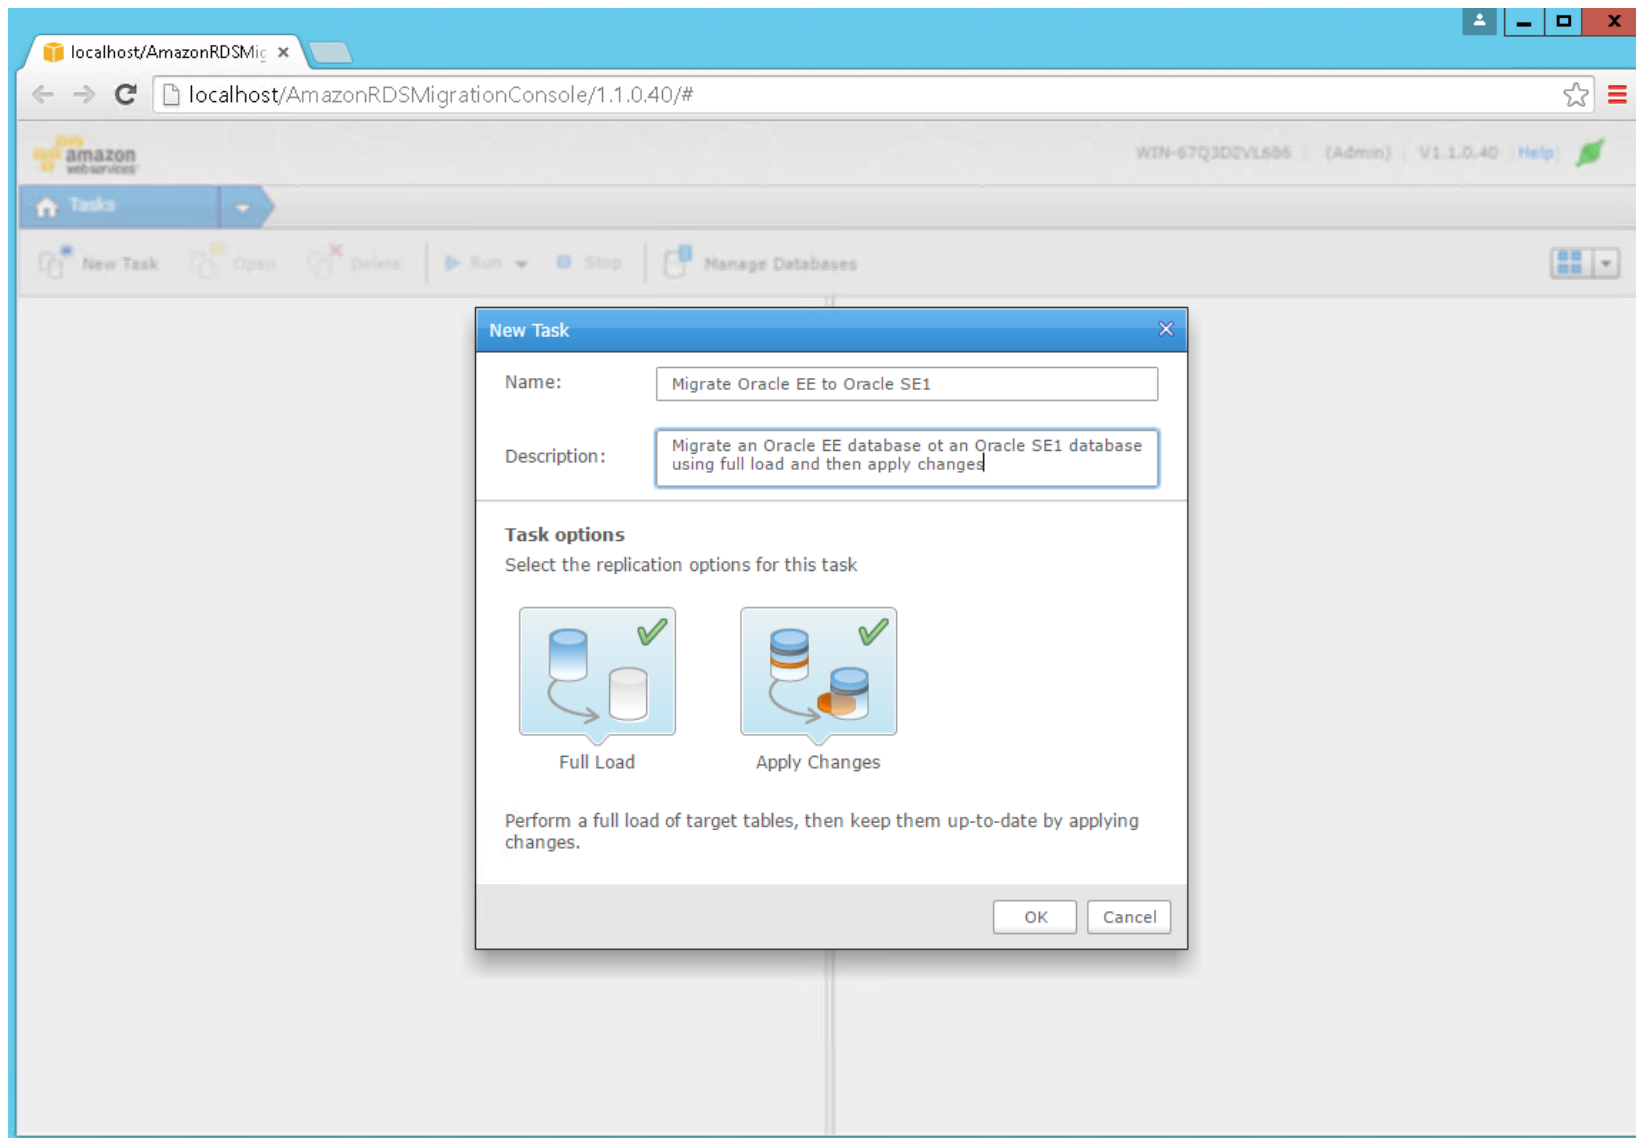 localhost/AmazonRDSMig
localhost/AmazonRDSMigrationConsole/1.1.0.40/#
amazon
webservices
WIN-67Q3D2VL6B6 (Admin) V1.1.0.40 Help
Tasks
New Task Open Delete Run Stop Manage Databases
New Task
Name:
Migrate Oracle EE to Oracle SE1
Description:
Migrate an Oracle EE database ot an Oracle SE1 database
using full load and then apply changes
Task options
Select the replication options for this task
Full Load
Apply Changes
Perform a full load of target tables, then keep them up-to-date by applying
changes.
OK
Cancel